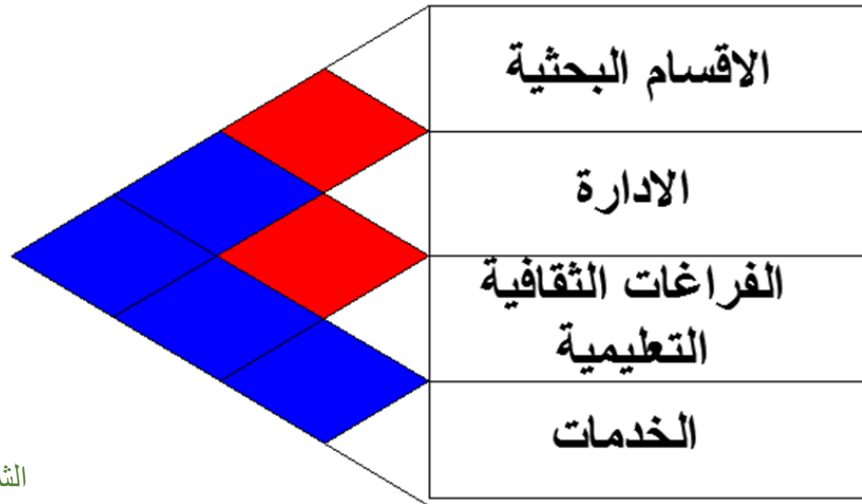 الاقسام البحثية
الادارة
الفراغات الثقافية
التعليمية
الخدمات